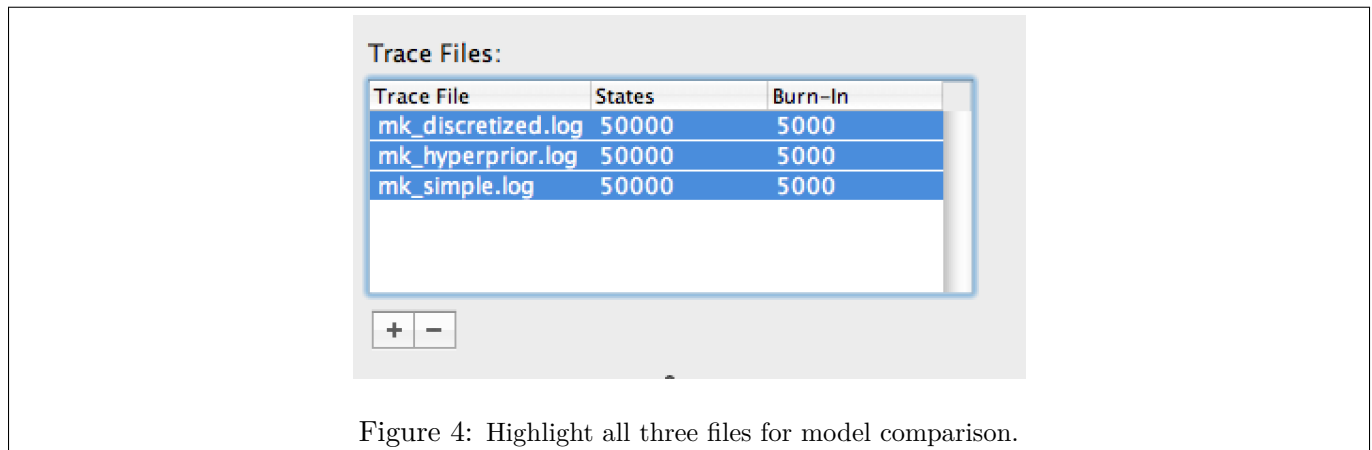 Trace Files:
Trace File States Burn-In
mk_discretized.log 50000 5000
mk_hyperprior.log 50000 5000
mk_simple.log 50000 5000
+ −
Figure 4: Highlight all three files for model comparison.